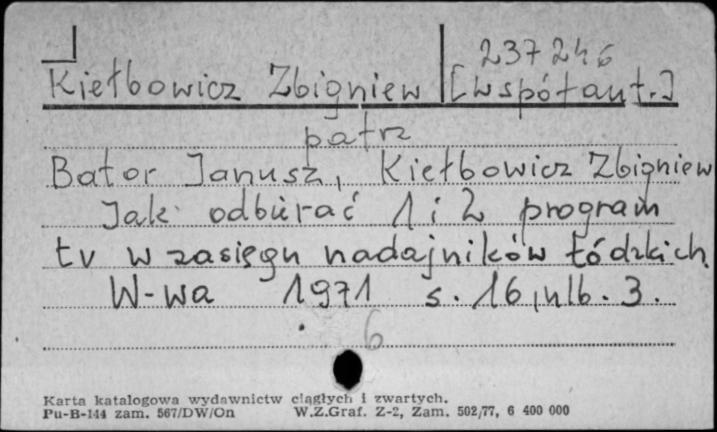 237246
Kiełbowicz Zbigniew [współaut.]
patrz
Bator Janusz, Kiełbowicz Zbigniew
Jak odbierać 1 i 2 program
tv w zasięgu nadajników łódzkich.
W-wa 1971 s. 16, nlb. 3.
6
Karta katalogowa wydawnictw ciągłych i zwartych.
Pu-B-144 zam. 567/DW/On W.Z.Graf. Z-2, Zam. 502/77, 6 400 000